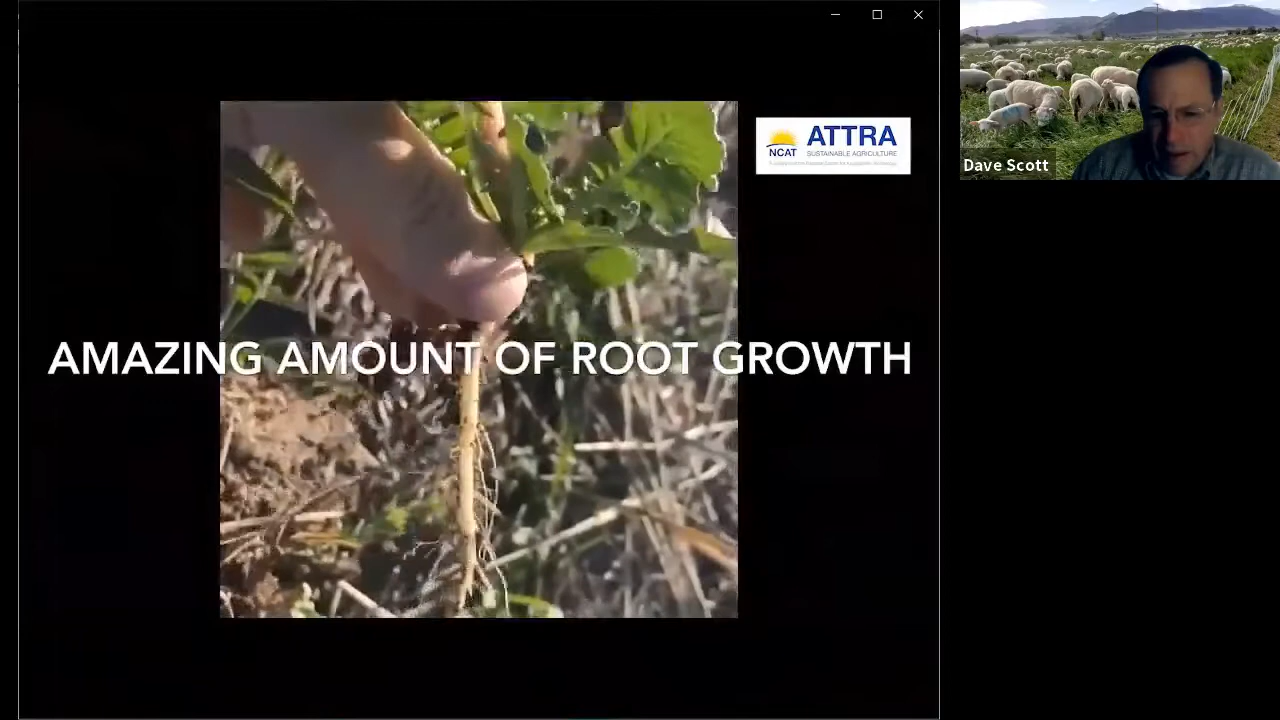 ATTRA
NCAT
SUSTAINABLE AGRICULTURE
Dave Scott
AMAZING AMOUNT OF ROOT GROWTH